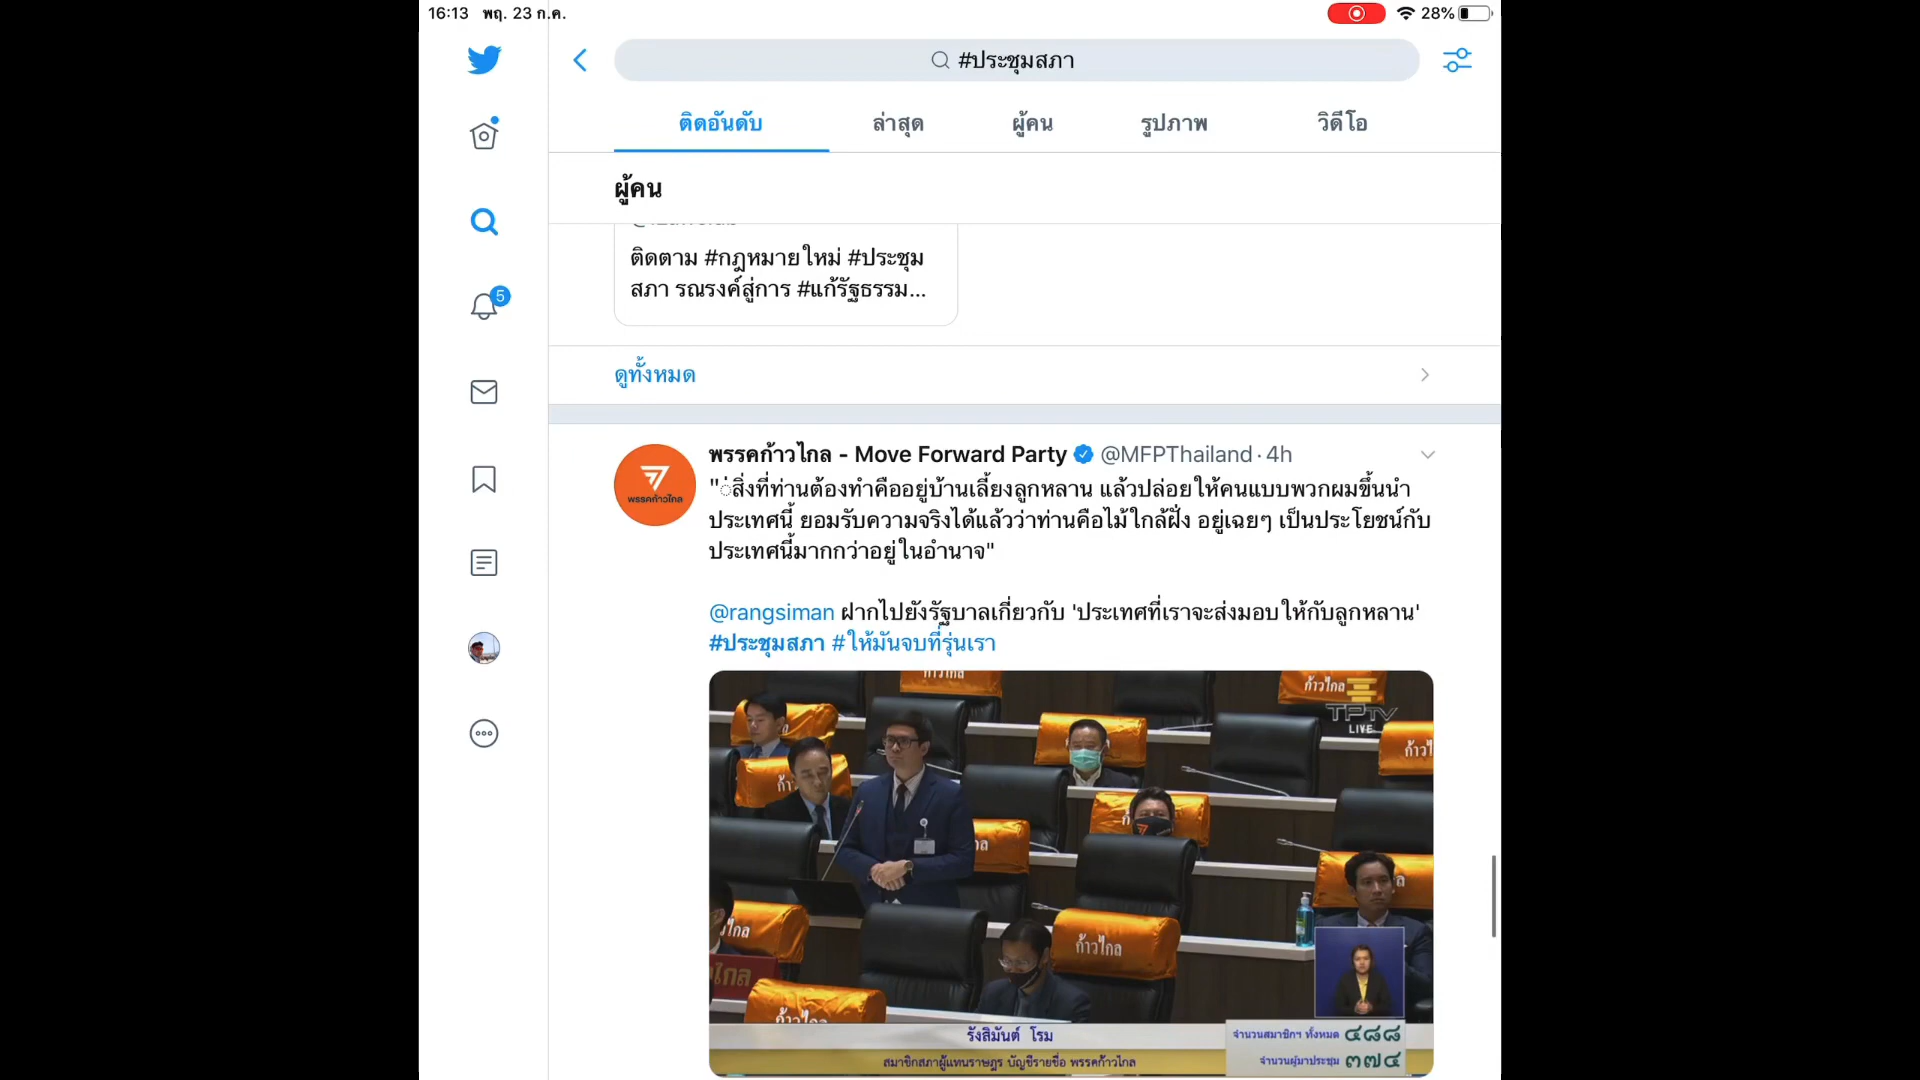 16:13 พฤ. 23 ก.ค.
28%
#ประชุมสภา
ติดอันดับ ล่าสุด ผู้คน รูปภาพ วิดีโอ
ผู้คน
5
ติดตาม #กฎหมายใหม่ #ประชุม
สภา รณรงค์สู่การ #แก้รัฐธรรม...
ดูทั้งหมด
พรรคก้าวไกล - Move Forward Party @MFPThailand · 4h
"่สิ่งที่ท่านต้องทำคืออยู่บ้านเลี้ยงลูกหลาน แล้วปล่อยให้คนแบบพวกผมขึ้นนำ
ประเทศนี้ ยอมรับความจริงได้แล้วว่าท่านคือไม้ใกล้ฝั่ง อยู่เฉยๆ เป็นประโยชน์กับ
ประเทศนี้มากกว่าอยู่ในอำนาจ"
พรรคก้าวไกล
@rangsiman ฝากไปยังรัฐบาลเกี่ยวกับ 'ประเทศที่เราจะส่งมอบให้กับลูกหลาน'
#ประชุมสภา #ให้มันจบที่รุ่นเรา
ก้าวไกล
ก้าวไกล
TPTV
LIVE
ก้าวไกล
รังสิมันต์ โรม
สมาชิกสภาผู้แทนราษฎร บัญชีรายชื่อ พรรคก้าวไกล
จำนวนสมาชิกฯ ทั้งหมด ๔๘๘
จำนวนผู้มาประชุม ๓๗๔